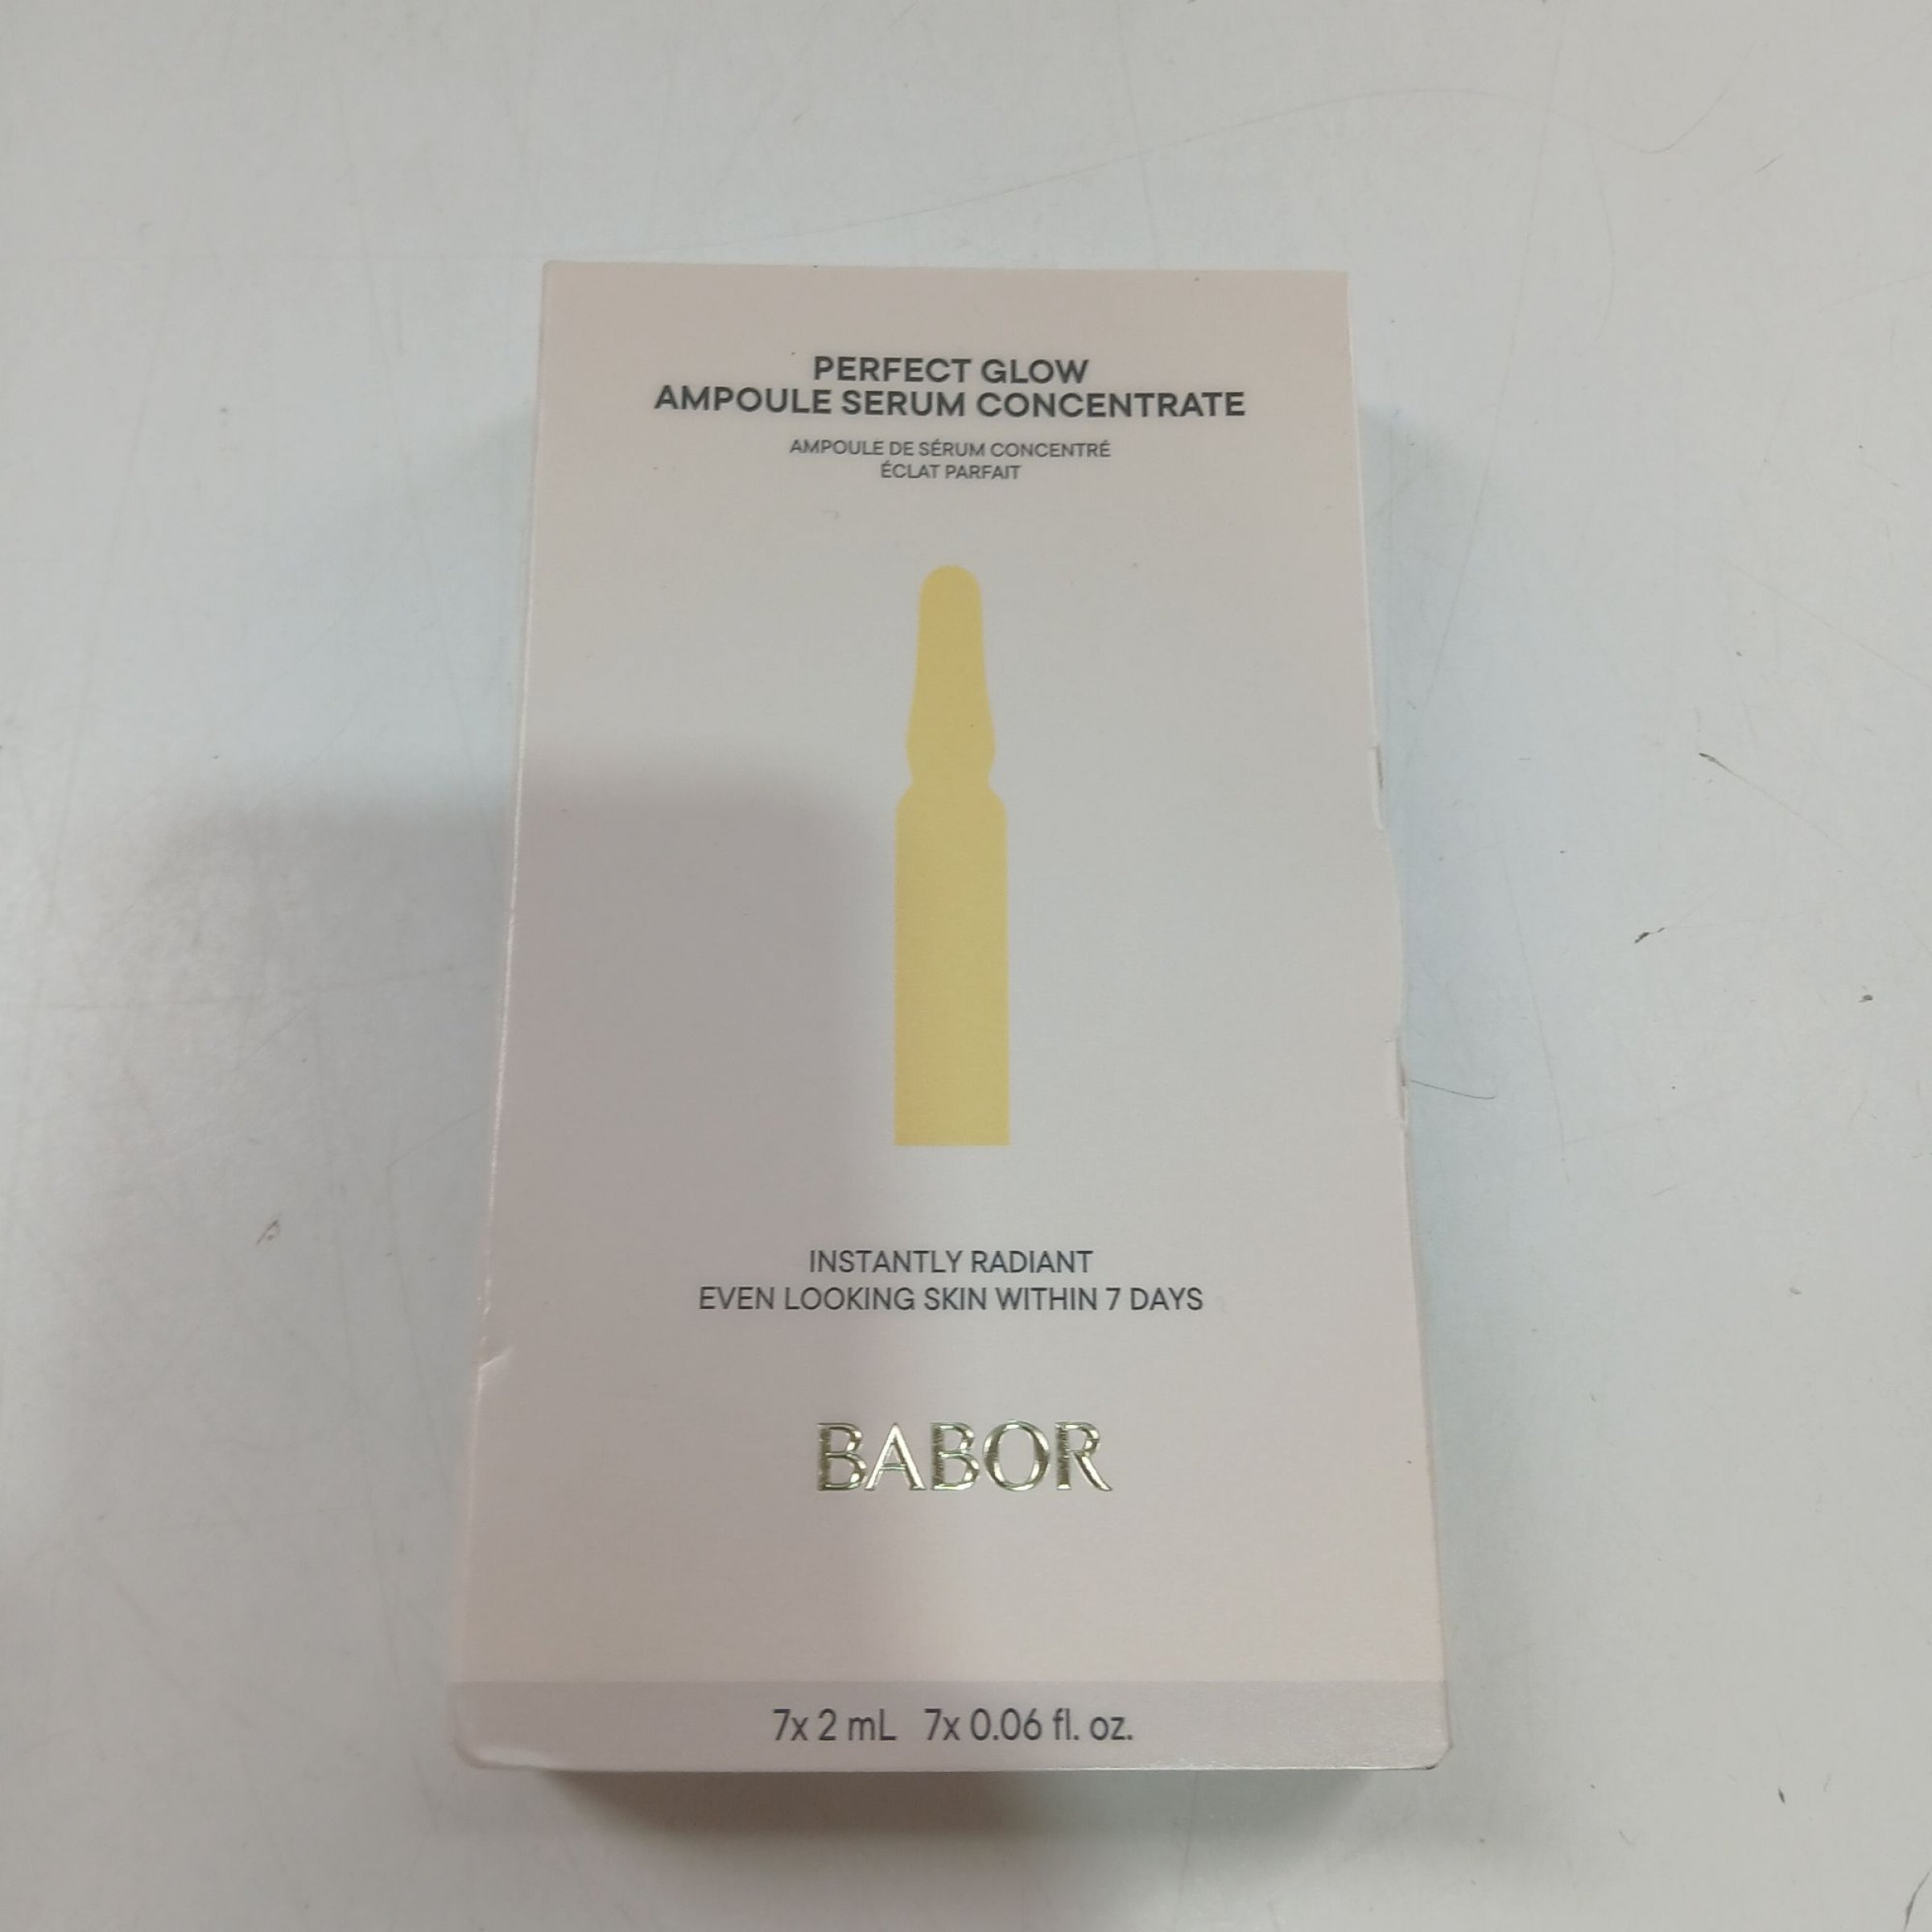 PERFECT GLOW
AMPOULE SERUM CONCENTRATE
AMPOULE DE SÉRUM CONCENTRÉ
ÉCLAT PARFAIT
INSTANTLY RADIANT
EVEN LOOKING SKIN WITHIN 7 DAYS
BABOR
7x 2 mL 7x 0.06 fl. oz.